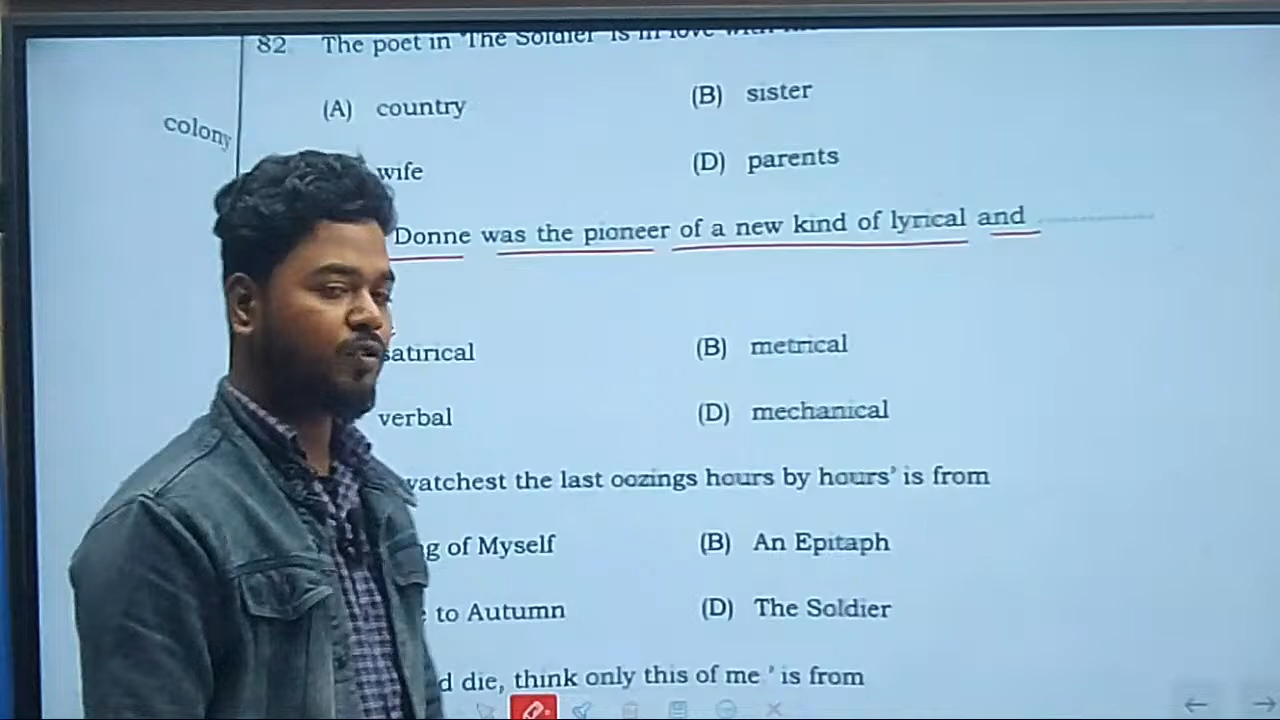 82 The poet in 'The Soldier' is in love with
(A) country (B) sister
colony
wife (D) parents
Donne was the pioneer of a new kind of lyrical and
satirical (B) metrical
verbal (D) mechanical
watchest the last oozings hours by hours' is from
g of Myself (B) An Epitaph
to Autumn (D) The Soldier
d die, think only this of me ' is from